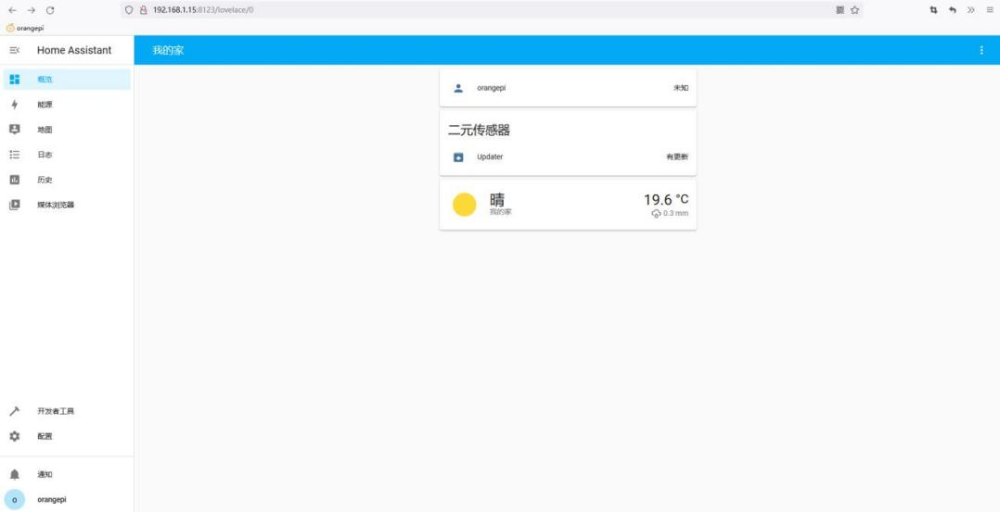 192.168.1.15:8123/lovelace/0
orangepi
Home Assistant
我的家
概览
能源
地图
日志
历史
媒体浏览器
开发者工具
配置
通知
o orangepi
orangepi 未知
二元传感器
Updater 有更新
晴 19.6 °C
我的家 0.3 mm